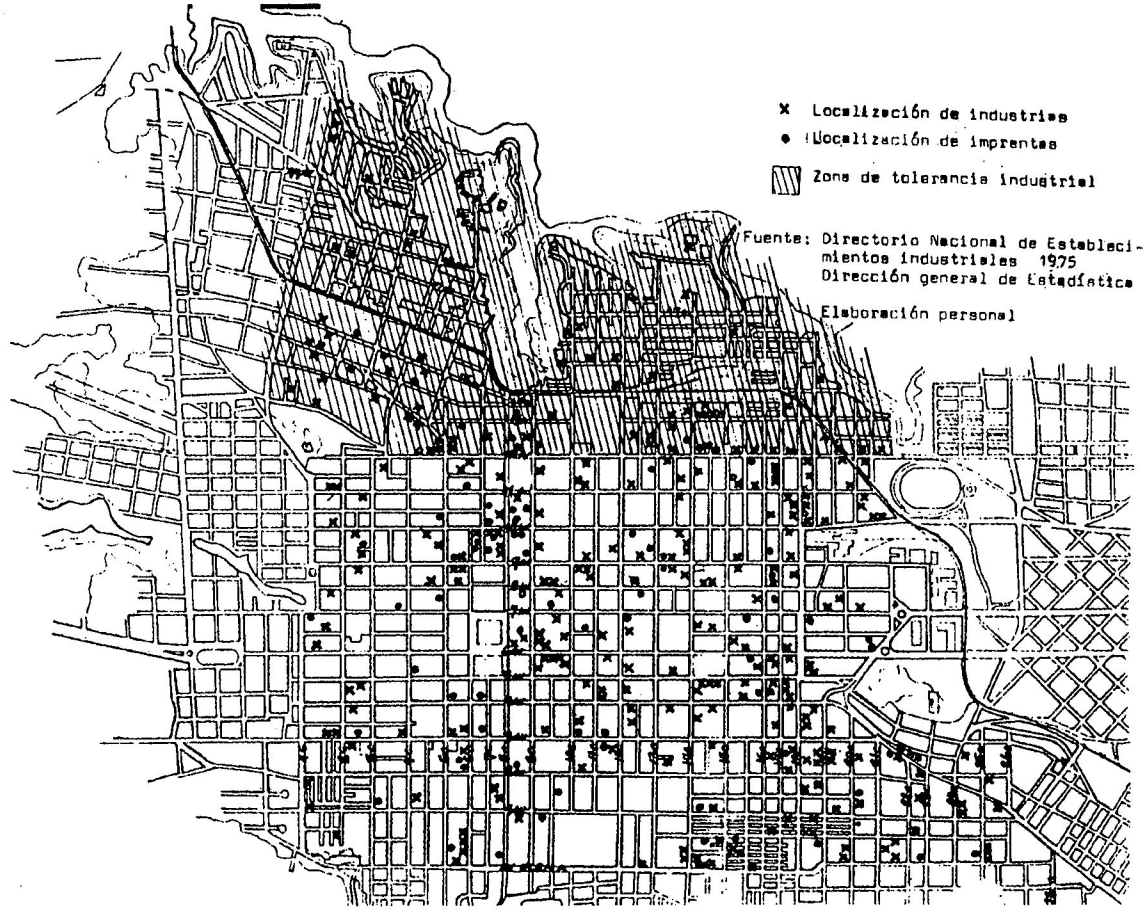 x Localización de industrias
• Localización de imprentas
Zona de tolerancia industrial
Fuente: Directorio Nacional de Estableci-
mientos industriales 1975
Dirección general de Estadística
Elaboración personal